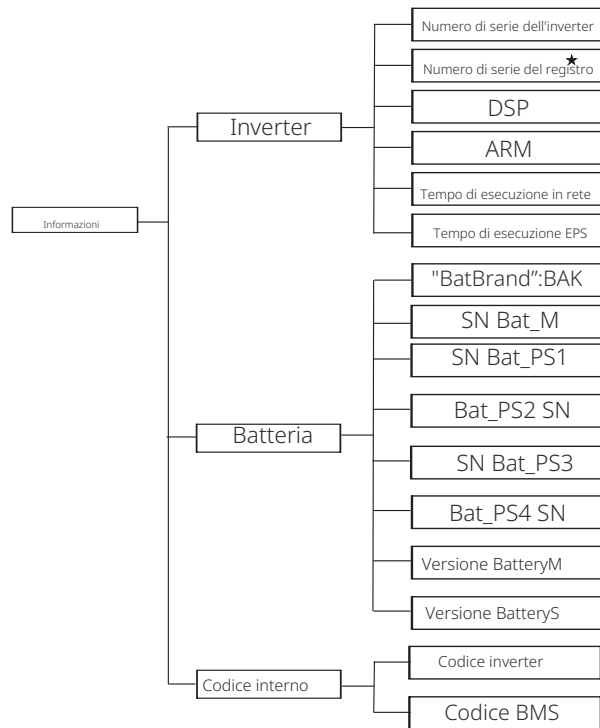 Informazioni
Inverter
Numero di serie dell'inverter
Numero di serie del registro
DSP
ARM
Tempo di esecuzione in rete
Tempo di esecuzione EPS
Batteria
"BatBrand”:BAK
SN Bat_M
SN Bat_PS1
Bat_PS2 SN
SN Bat_PS3
Bat_PS4 SN
Versione BatteryM
Versione BatteryS
Codice interno
Codice inverter
Codice BMS